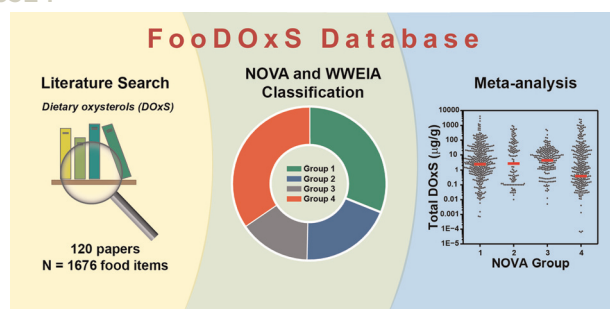 FooDOxS Database
Literature Search
Dietary oxysterols (DOxS)
120 papers
N = 1676 food items
NOVA and WWEIA
Classification
Group 1
Group 2
Group 3
Group 4
Meta-analysis
Total DOxS (µg/g)
10000
1000
100
10
1
0.1
0.01
0.001
0.0001
1E-5
1 2 3 4
NOVA Group